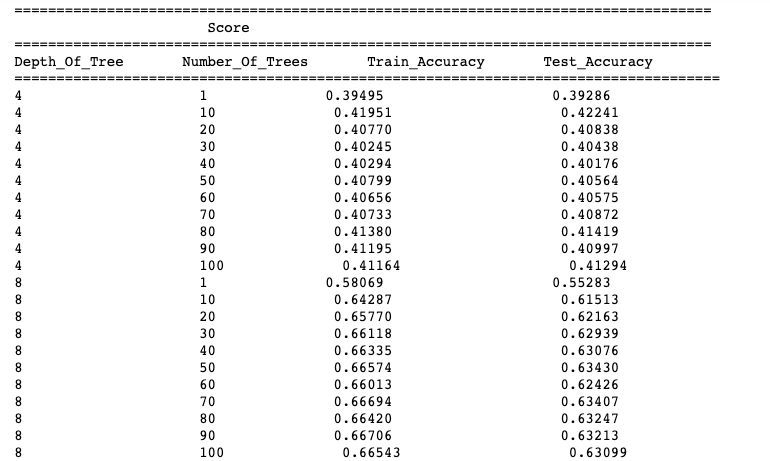 ===================================================================================
Score
===================================================================================
Depth_Of_Tree Number_Of_Trees Train_Accuracy Test_Accuracy
====================================================================================
4 1 0.39495 0.39286
4 10 0.41951 0.42241
4 20 0.40770 0.40838
4 30 0.40245 0.40438
4 40 0.40294 0.40176
4 50 0.40799 0.40564
4 60 0.40656 0.40575
4 70 0.40733 0.40872
4 80 0.41380 0.41419
4 90 0.41195 0.40997
4 100 0.41164 0.41294
8 1 0.58069 0.55283
8 10 0.64287 0.61513
8 20 0.65770 0.62163
8 30 0.66118 0.62939
8 40 0.66335 0.63076
8 50 0.66574 0.63430
8 60 0.66013 0.62426
8 70 0.66694 0.63407
8 80 0.66420 0.63247
8 90 0.66706 0.63213
8 100 0.66543 0.63099